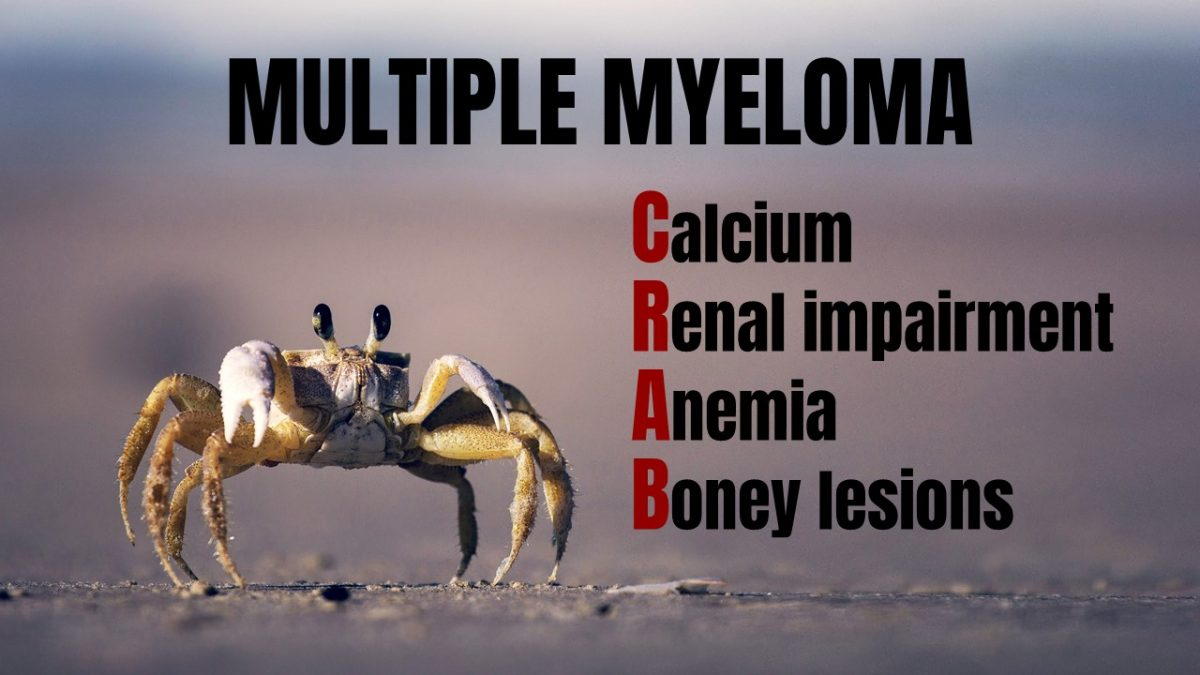 MULTIPLE MYELOMA
Calcium
Renal impairment
Anemia
Boney lesions